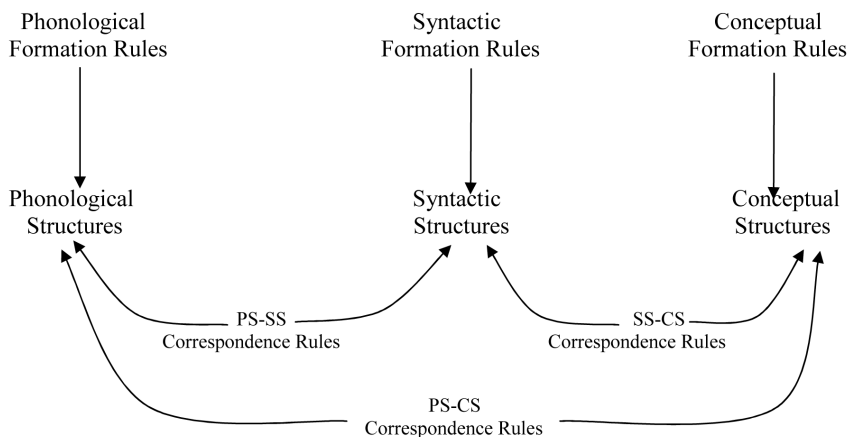 Phonological
Formation Rules
Syntactic
Formation Rules
Conceptual
Formation Rules
Phonological
Structures
Syntactic
Structures
Conceptual
Structures
PS-SS
Correspondence Rules
SS-CS
Correspondence Rules
PS-CS
Correspondence Rules